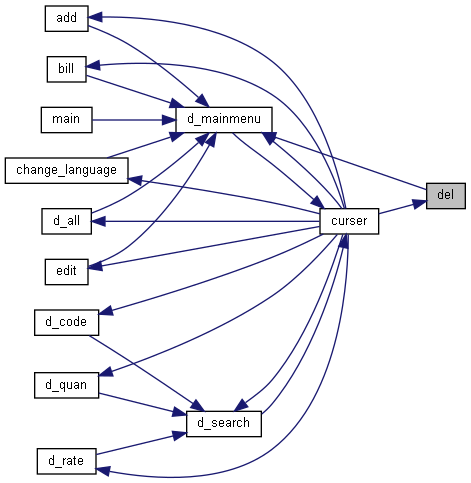 add
bill
main
d_mainmenu
change_language
del
d_all
curser
edit
d_code
d_quan
d_search
d_rate